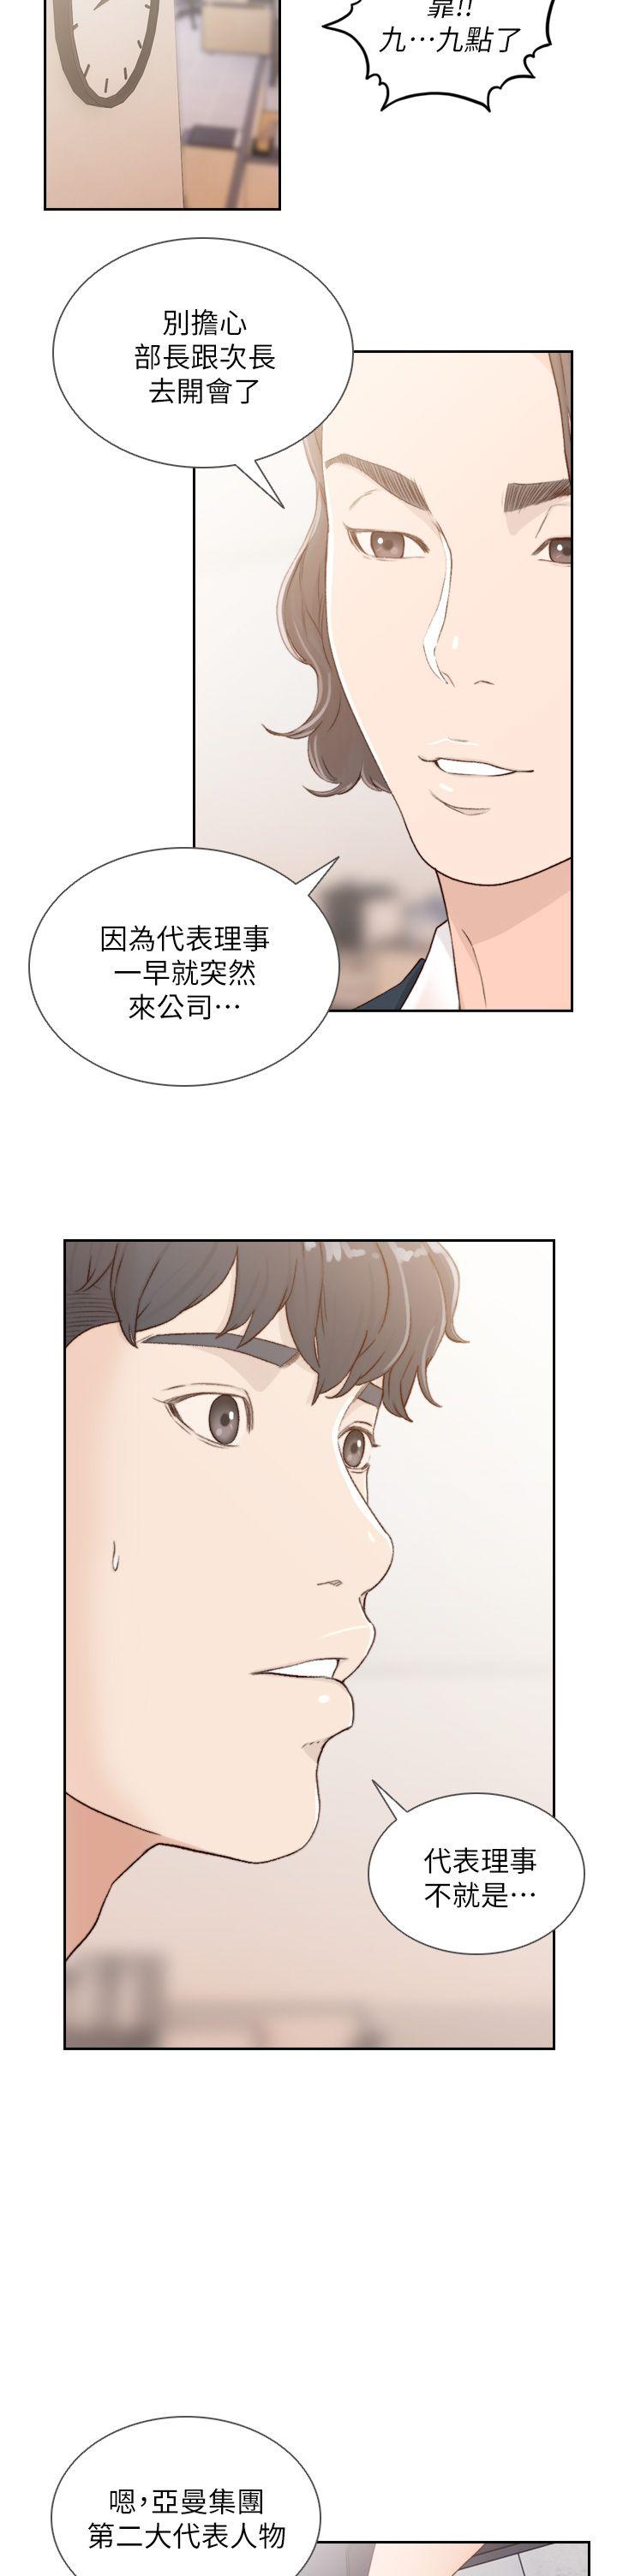 靠!!
九⋯九點了
別擔心
部長跟次長
去開會了
因為代表理事
一早就突然
來公司⋯
代表理事
不就是⋯
嗯，亞曼集團
第二大代表人物